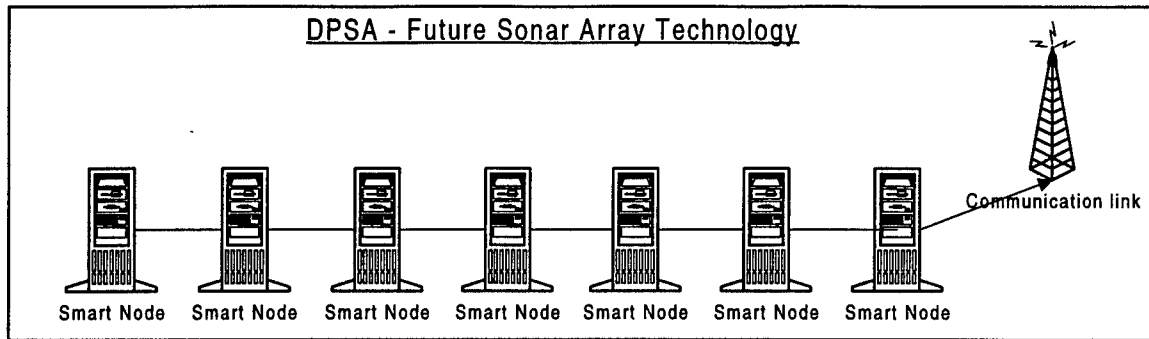 DPSA - Future Sonar Array Technology
Communication link
Smart Node Smart Node Smart Node Smart Node Smart Node Smart Node Smart Node